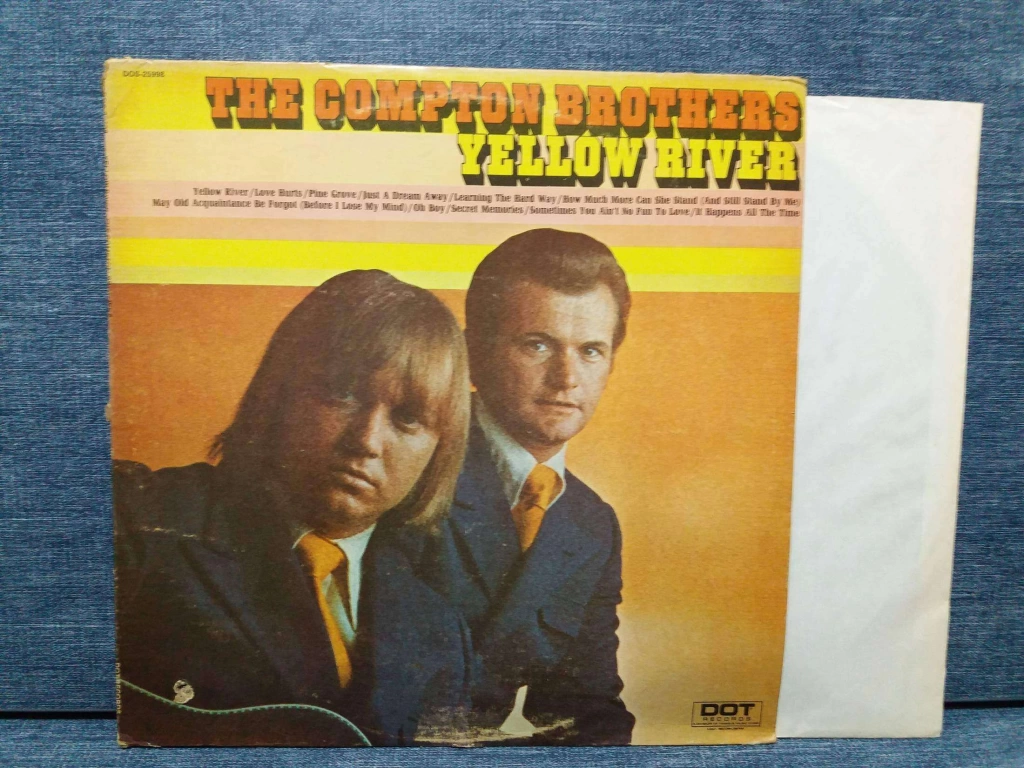 DOS-25998
THE COMPTON BROTHERS
YELLOW RIVER
Yellow River/Love Hurts/Pine Grove/Just A Dream Away/Learning The Hard Way/How Much More Can She Stand (And Still Stand By Me)
May Old Acquaintance Be Forgot (Before I Lose My Mind)/Oh Boy/Secret Memories/Sometimes You Ain't No Fun To Love/It Happens All The Time
DOT
RECORDS